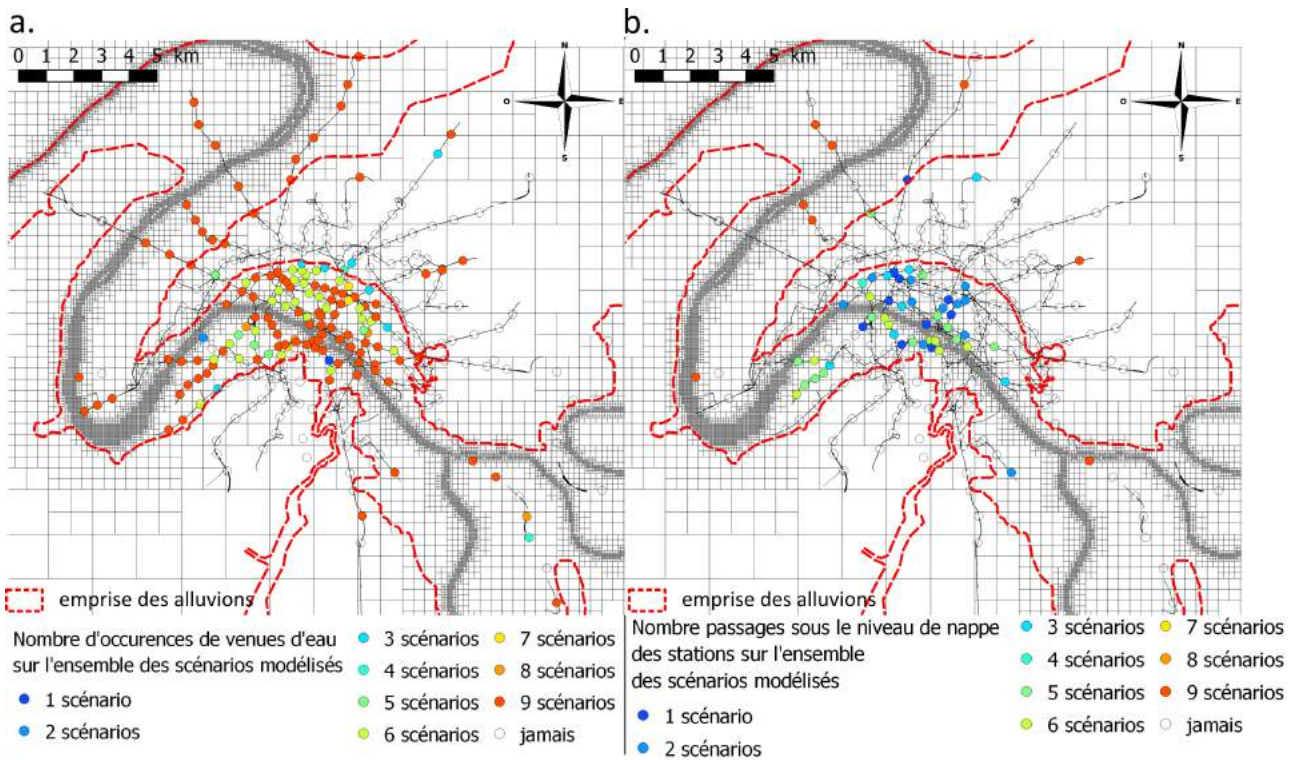 a.
0 1 2 3 4 5 km
N
O
E
S
emprise des alluvions
Nombre d'occurences de venues d'eau
sur l'ensemble des scénarios modélisés
1 scénario
2 scénarios
3 scénarios
4 scénarios
5 scénarios
6 scénarios
7 scénarios
8 scénarios
9 scénarios
jamais
b.
0 1 2 3 4 5 km
N
O
E
S
emprise des alluvions
Nombre passages sous le niveau de nappe
des stations sur l'ensemble
des scénarios modélisés
1 scénario
2 scénarios
3 scénarios
4 scénarios
5 scénarios
6 scénarios
7 scénarios
8 scénarios
9 scénarios
jamais